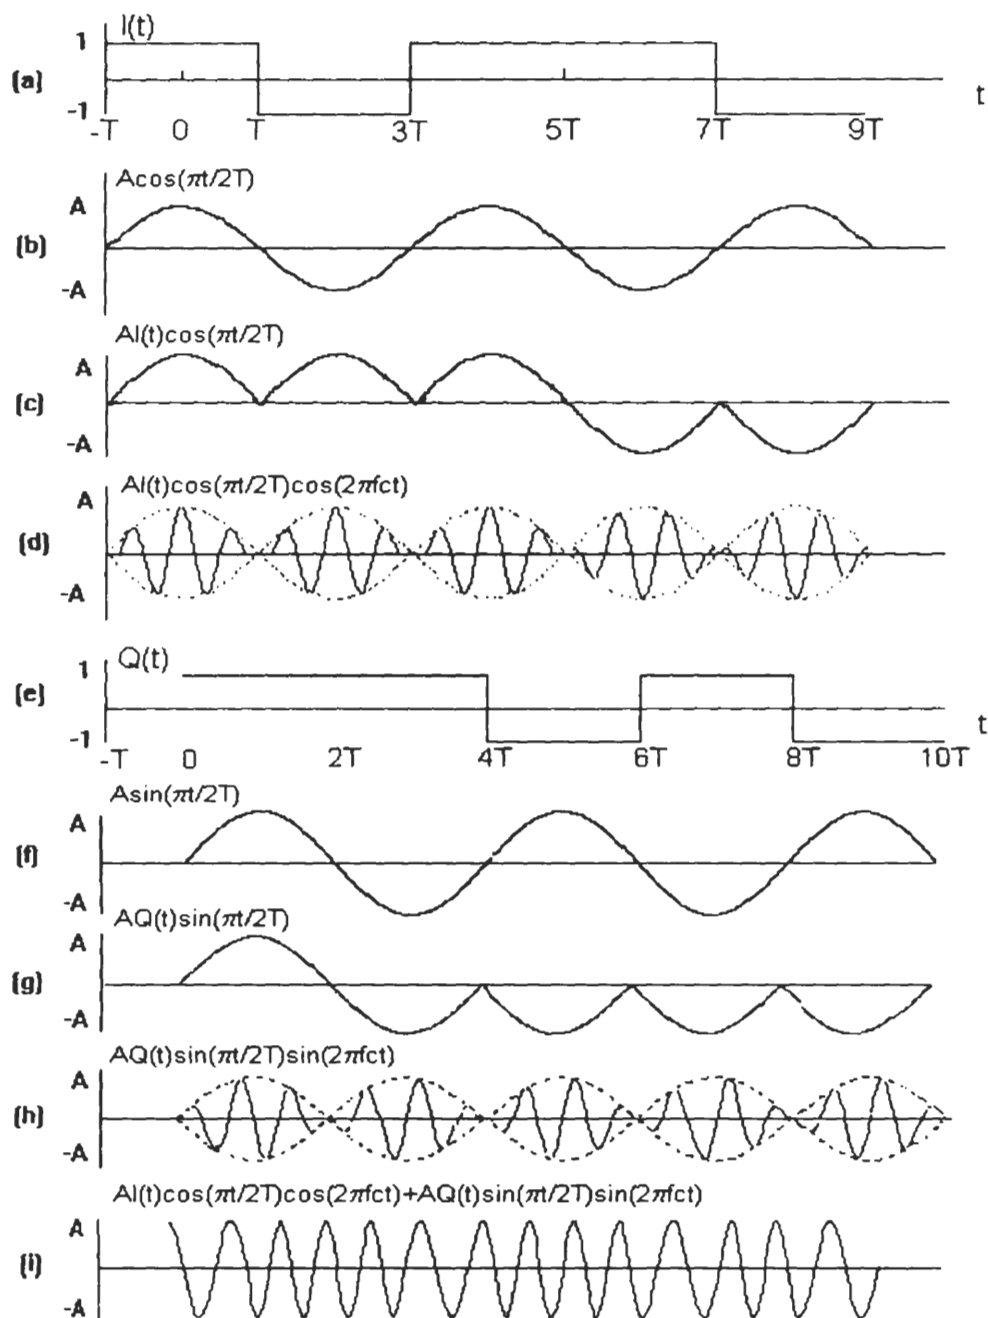 I(t)
1
(a)
-1
t
-T 0 T 3T 5T 7T 9T
Acos(πt/2T)
A
(b)
-A
AI(t)cos(πt/2T)
A
(c)
-A
AI(t)cos(πt/2T)cos(2πfct)
A
(d)
-A
Q(t)
1
(e)
-1
t
-T 0 2T 4T 6T 8T 10T
Asin(πt/2T)
A
(f)
-A
AQ(t)sin(πt/2T)
A
(g)
-A
AQ(t)sin(πt/2T)sin(2πfct)
A
(h)
-A
AI(t)cos(πt/2T)cos(2πfct)+AQ(t)sin(πt/2T)sin(2πfct)
A
(i)
-A